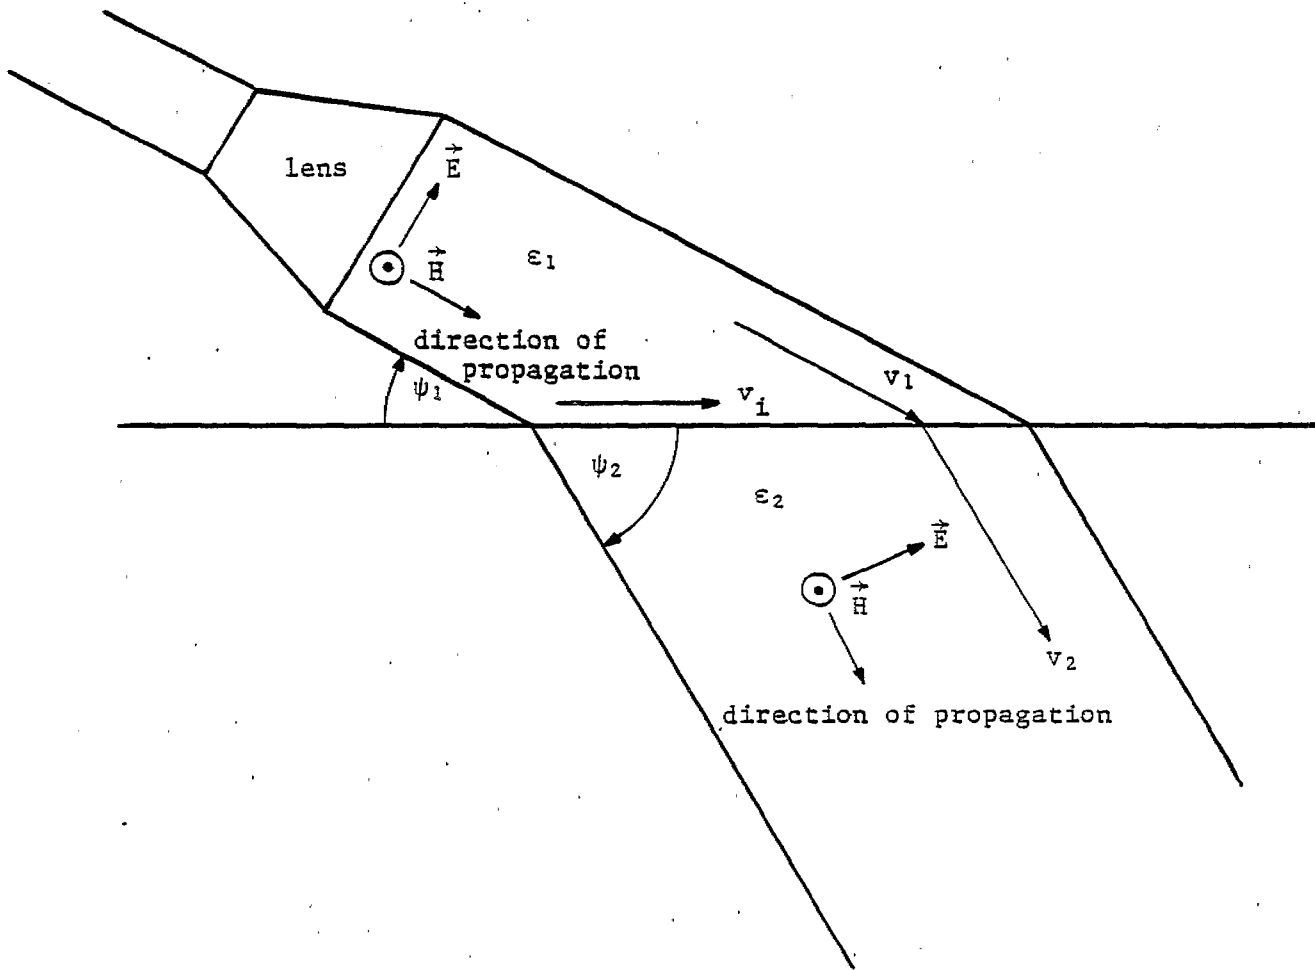 lens
E⃗
H⃗
ε₁
direction of
propagation
ψ₁
v₁
vᵢ
ψ₂
ε₂
E⃗
H⃗
v₂
direction of propagation